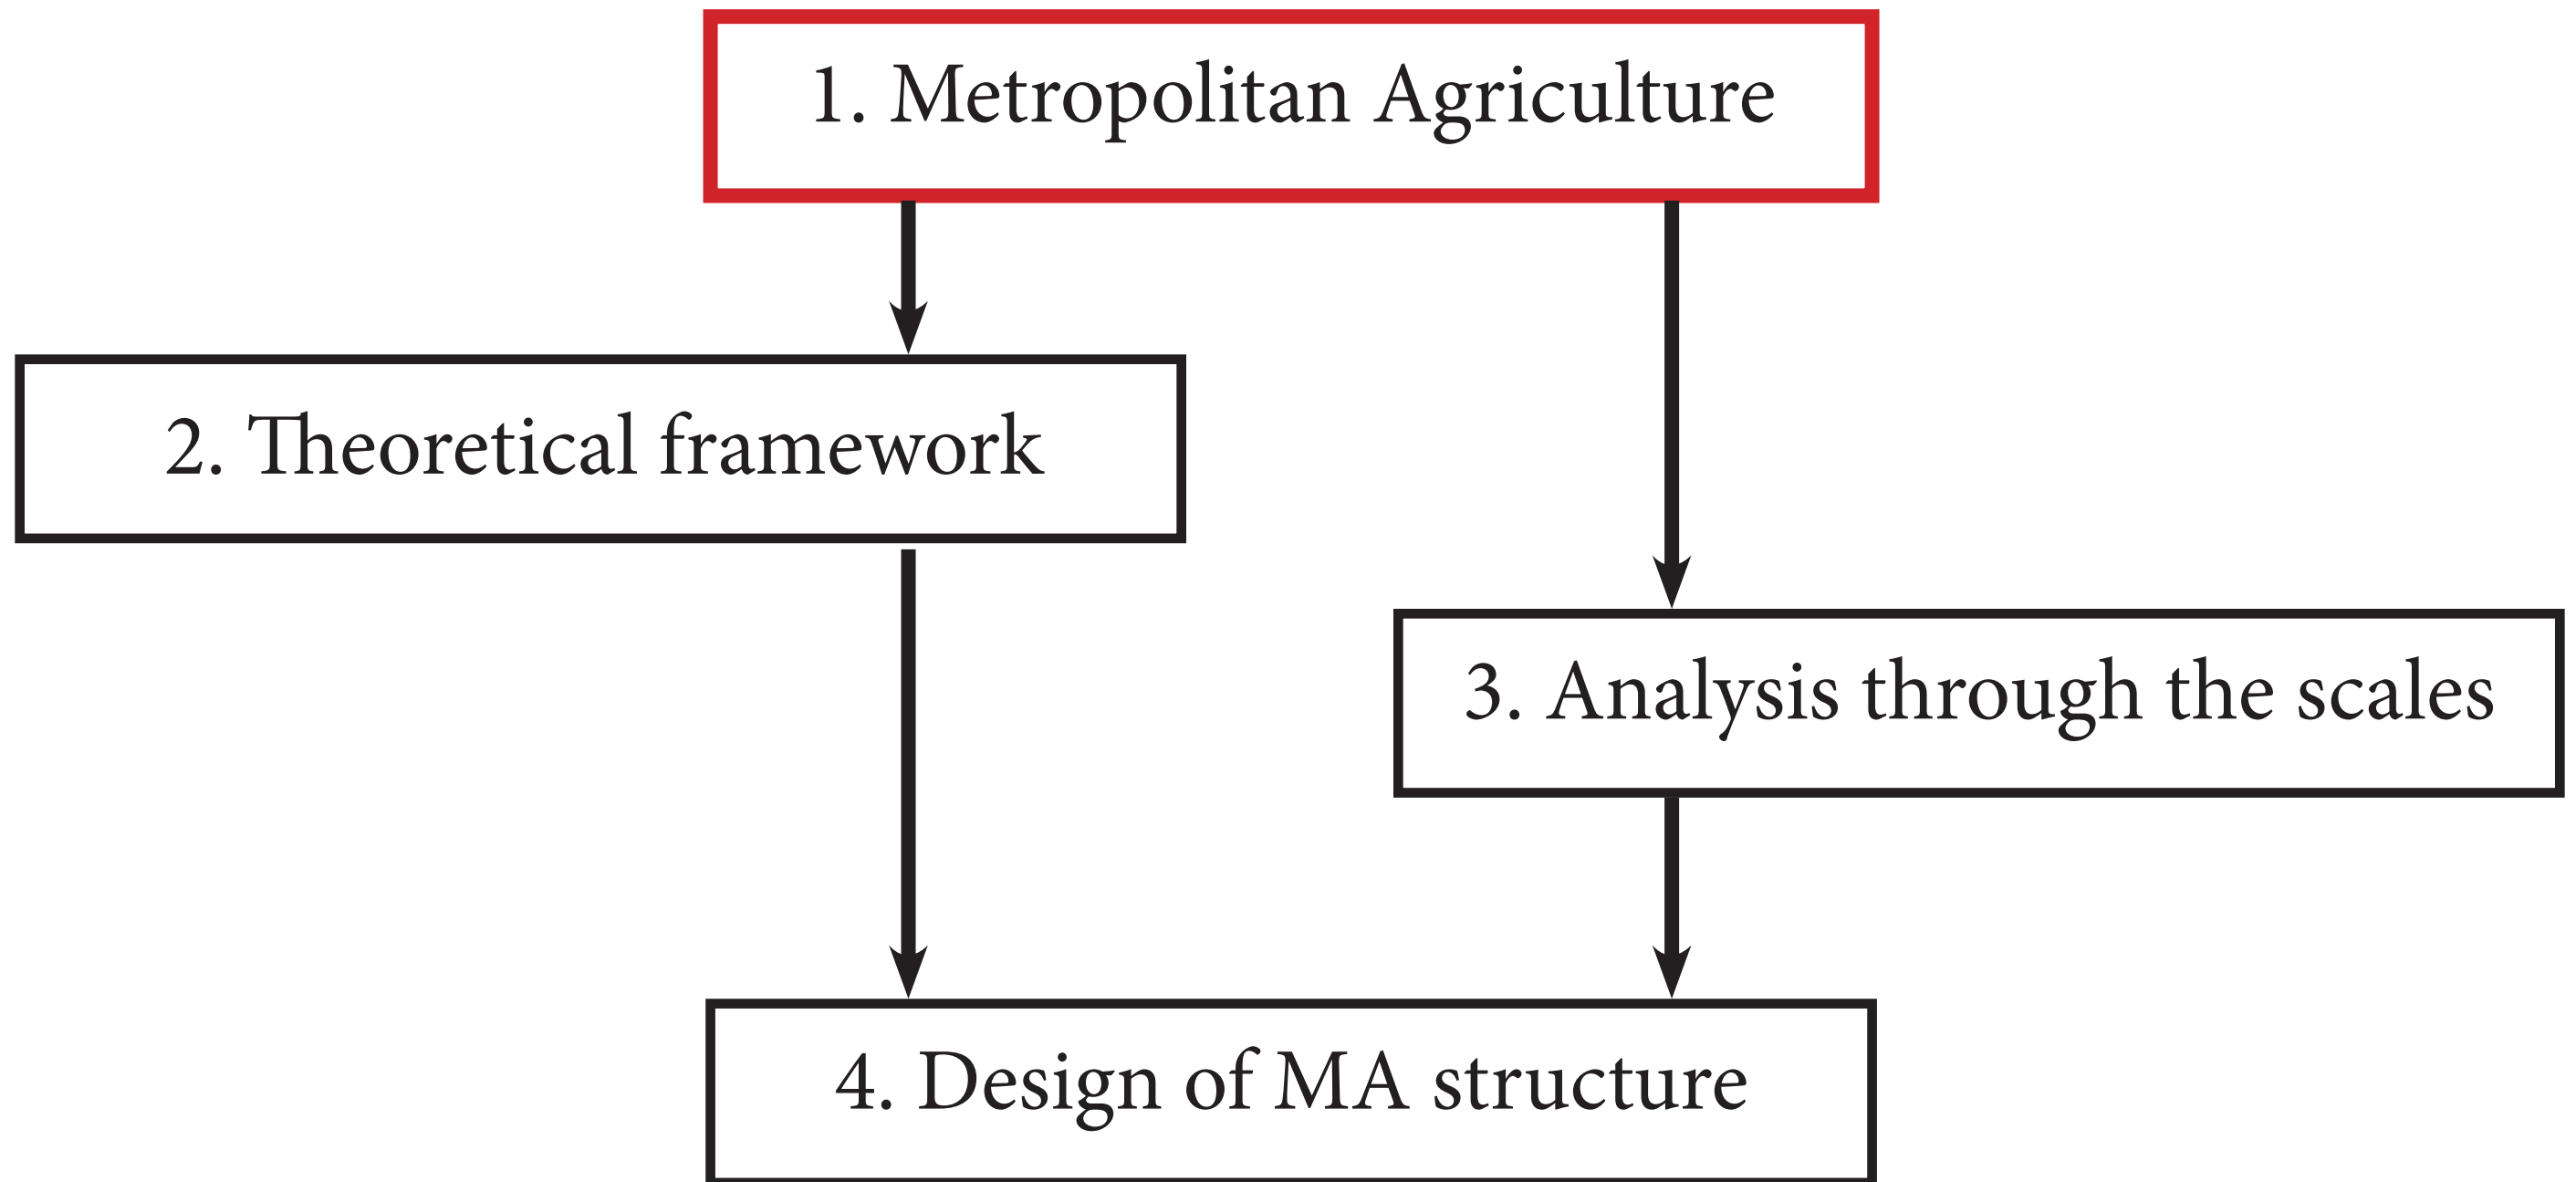 1. Metropolitan Agriculture
2. Theoretical framework
3. Analysis through the scales
4. Design of MA structure